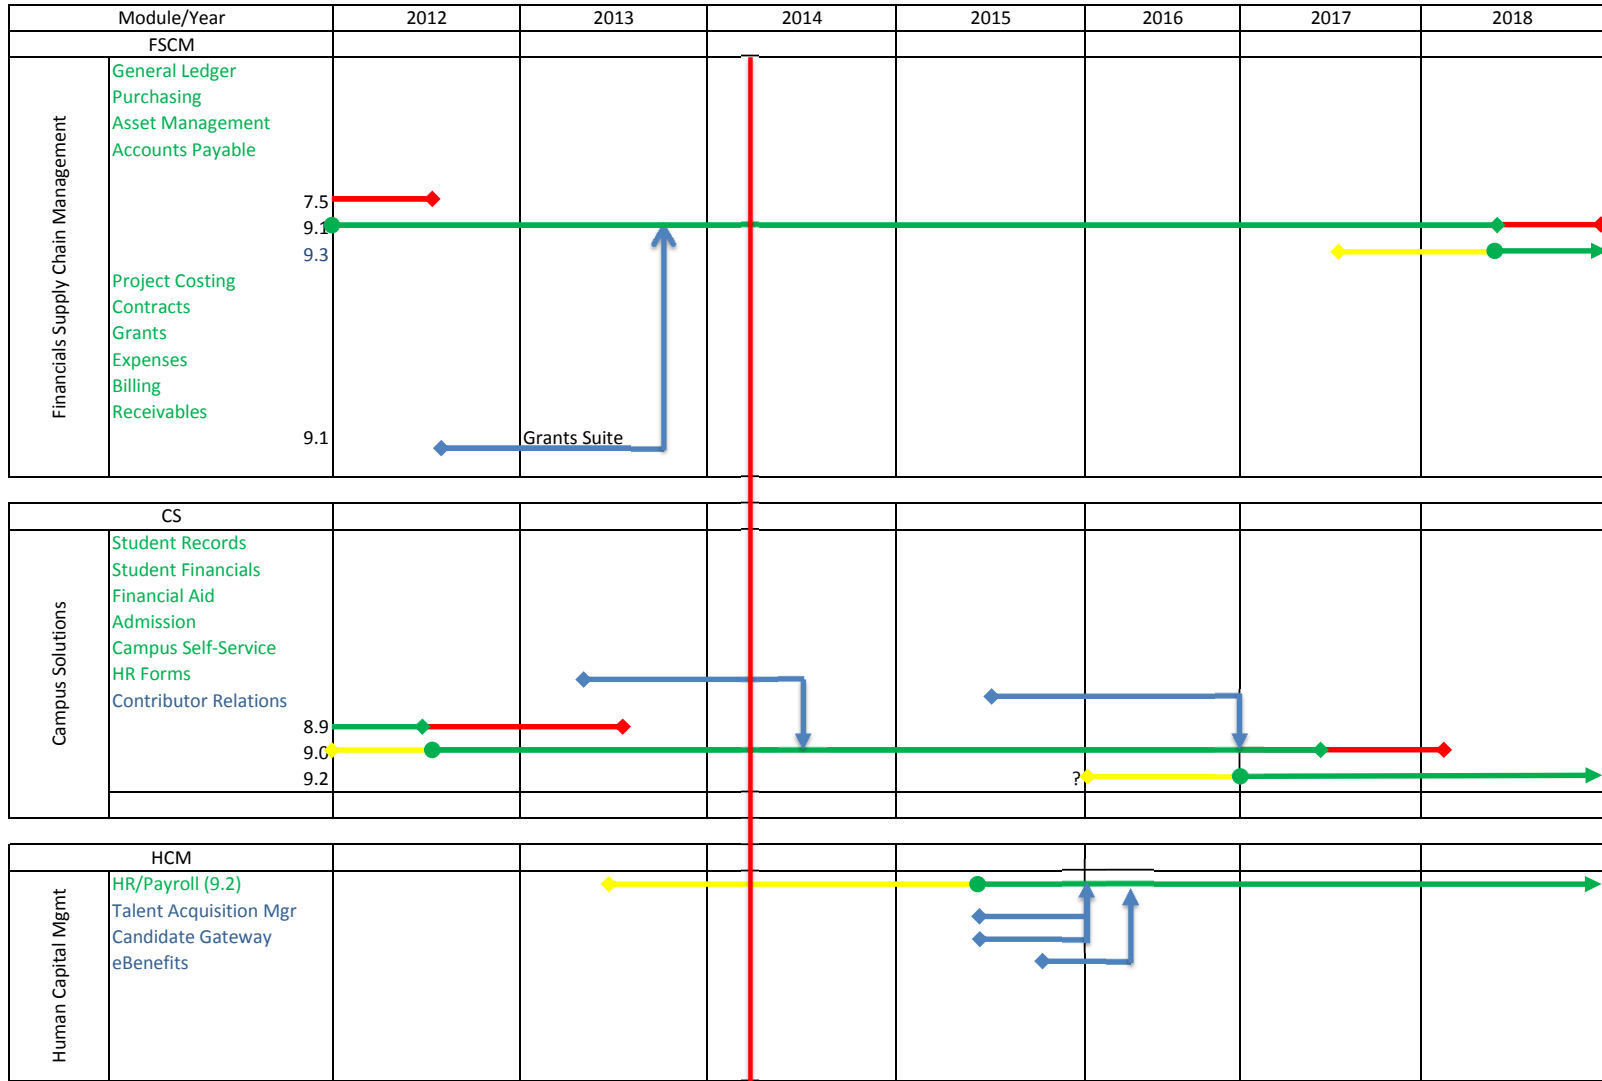 Module/Year 2012 2013 2014 2015 2016 2017 2018
FSCM
Financials Supply Chain Management
General Ledger
Purchasing
Asset Management
Accounts Payable
7.5
9.1
9.3
Project Costing
Contracts
Grants
Expenses
Billing
Receivables
9.1 Grants Suite
CS
Campus Solutions
Student Records
Student Financials
Financial Aid
Admission
Campus Self-Service
HR Forms
Contributor Relations
8.9
9.0
9.2 ?
HCM
Human Capital Mgmt
HR/Payroll (9.2)
Talent Acquisition Mgr
Candidate Gateway
eBenefits